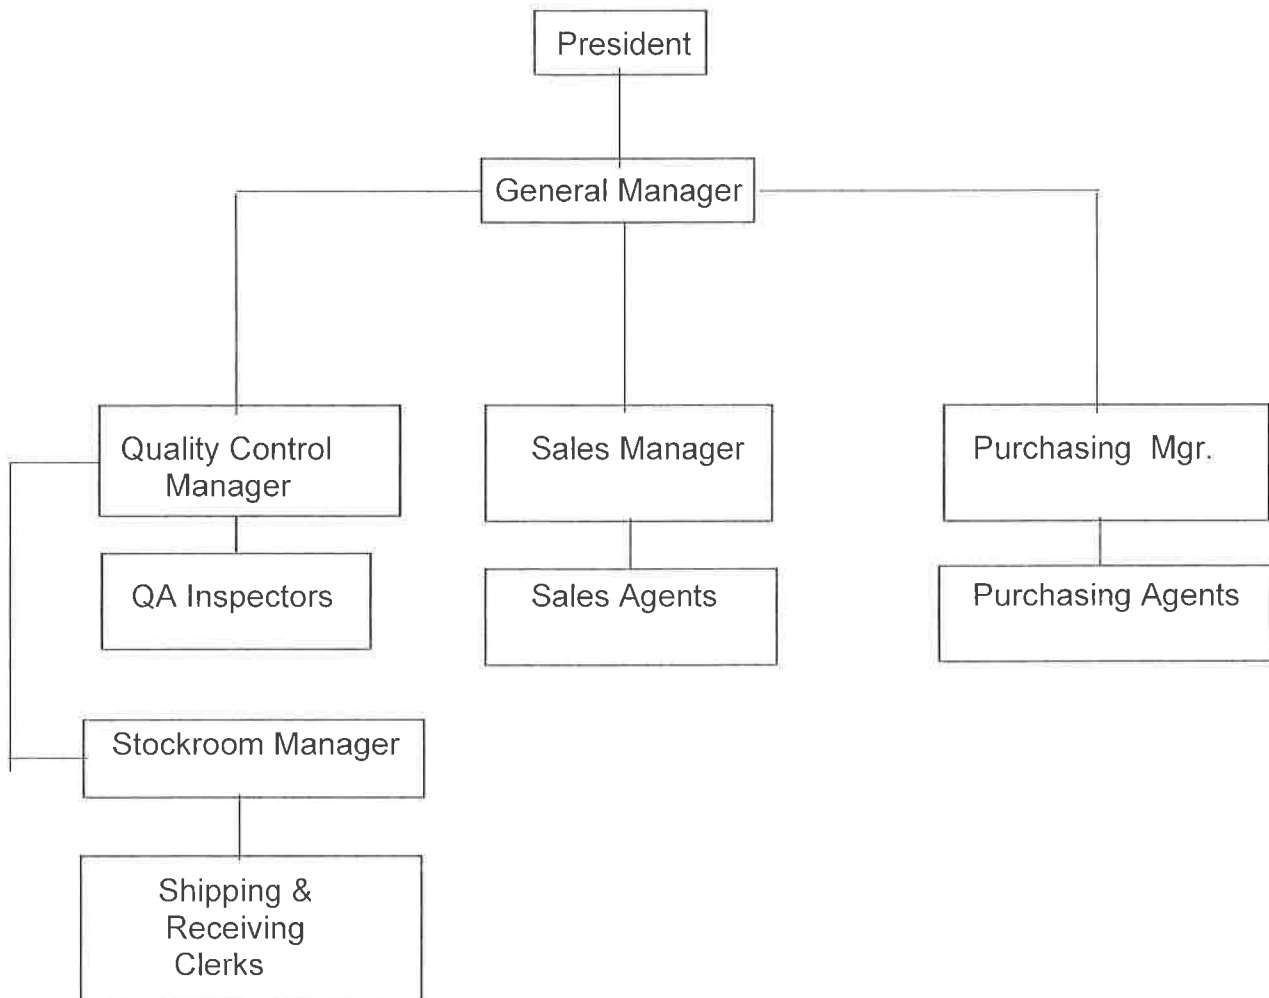 President
General Manager
Quality Control
Manager
Sales Manager
Purchasing Mgr.
QA Inspectors
Sales Agents
Purchasing Agents
Stockroom Manager
Shipping &
Receiving
Clerks